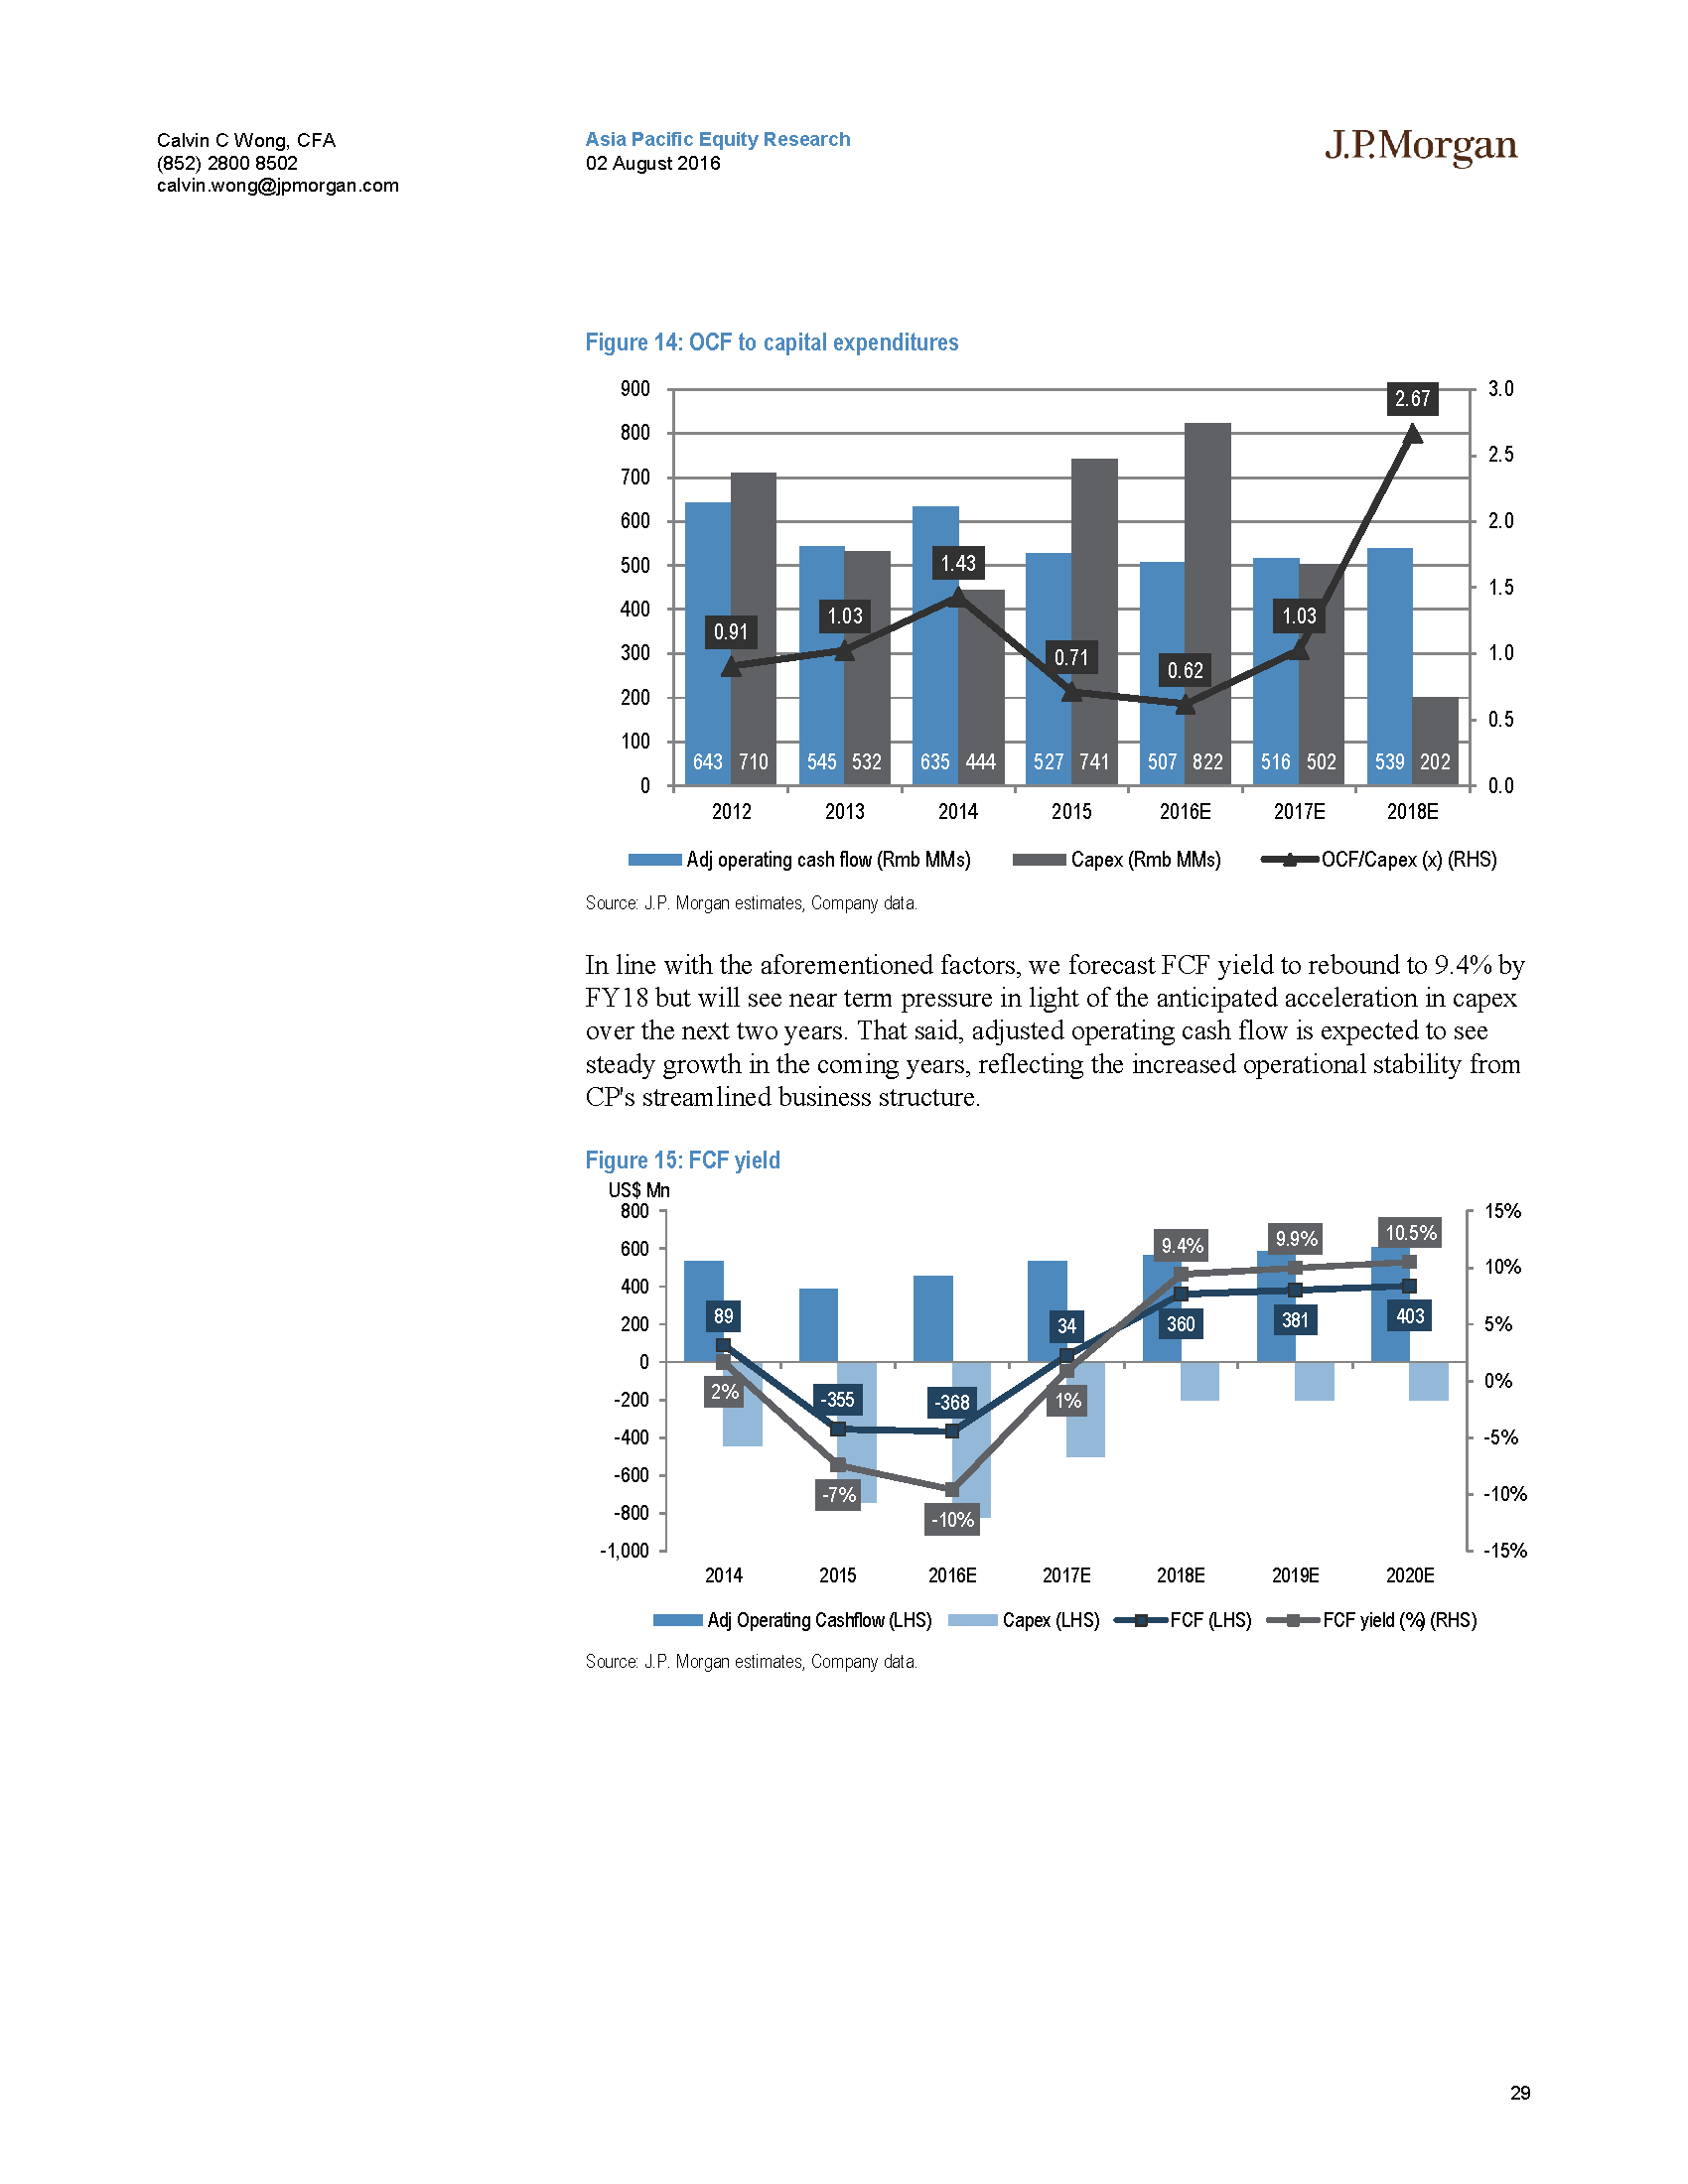 Calvin C Wong, CFA
(852) 2800 8502
calvin.wong@jpmorgan.com
Asia Pacific Equity Research
02 August 2016
J.P.Morgan
Figure 14: OCF to capital expenditures
900
800
700
600
500
400
300
200
100
0
3.0
2.5
2.0
1.5
1.0
0.5
0.0
0.91
1.03
1.43
0.71
0.62
1.03
2.67
643 710 545 532 635 444 527 741 507 822 516 502 539 202
2012 2013 2014 2015 2016E 2017E 2018E
Adj operating cash flow (Rmb MMs) Capex (Rmb MMs) OCF/Capex (x) (RHS)
Source: J.P. Morgan estimates, Company data.
In line with the aforementioned factors, we forecast FCF yield to rebound to 9.4% by
FY18 but will see near term pressure in light of the anticipated acceleration in capex
over the next two years. That said, adjusted operating cash flow is expected to see
steady growth in the coming years, reflecting the increased operational stability from
CP's streamlined business structure.
Figure 15: FCF yield
US$ Mn
800
600
400
200
0
-200
-400
-600
-800
-1,000
15%
10%
5%
0%
-5%
-10%
-15%
89
-355
-368
34
360
381
403
2%
-7%
-10%
1%
9.4%
9.9%
10.5%
2014 2015 2016E 2017E 2018E 2019E 2020E
Adj Operating Cashflow (LHS) Capex (LHS) FCF (LHS) FCF yield (%) (RHS)
Source: J.P. Morgan estimates, Company data.
29